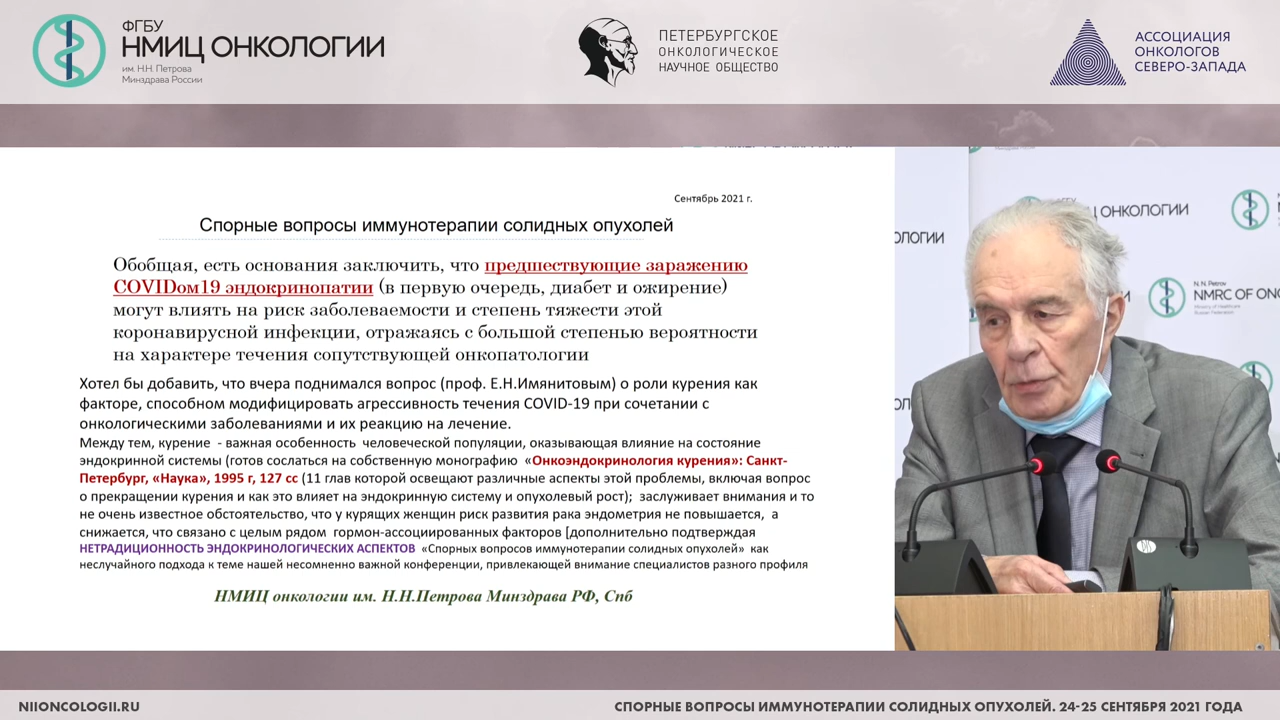 ФГБУ
НМИЦ ОНКОЛОГИИ
им. Н.Н. Петрова
Минздрава России
ПЕТЕРБУРГСКОЕ
ОНКОЛОГИЧЕСКОЕ
НАУЧНОЕ ОБЩЕСТВО
АССОЦИАЦИЯ
ОНКОЛОГОВ
СЕВЕРО-ЗАПАДА
Сентябрь 2021 г.
Спорные вопросы иммунотерапии солидных опухолей
Обобщая, есть основания заключить, что предшествующие заражению
COVIDом19 эндокринопатии (в первую очередь, диабет и ожирение)
могут влиять на риск заболеваемости и степень тяжести этой
коронавирусной инфекции, отражаясь с большой степенью вероятности
на характере течения сопутствующей онкопатологии
Хотел бы добавить, что вчера поднимался вопрос (проф. Е.Н.Имянитовым) о роли курения как
факторе, способном модифицировать агрессивность течения COVID-19 при сочетании с
онкологическими заболеваниями и их реакцию на лечение.
Между тем, курение - важная особенность человеческой популяции, оказывающая влияние на состояние
эндокринной системы (готов сослаться на собственную монографию «Онкоэндокринология курения»: Санкт-
Петербург, «Наука», 1995 г, 127 сс (11 глав которой освещают различные аспекты этой проблемы, включая вопрос
о прекращении курения и как это влияет на эндокринную систему и опухолевый рост); заслуживает внимания и то
не очень известное обстоятельство, что у курящих женщин риск развития рака эндометрия не повышается, а
снижается, что связано с целым рядом гормон-ассоциированных факторов [дополнительно подтверждая
НЕТРАДИЦИОННОСТЬ ЭНДОКРИНОЛОГИЧЕСКИХ АСПЕКТОВ «Спорных вопросов иммунотерапии солидных опухолей» как
неслучайного подхода к теме нашей несомненно важной конференции, привлекающей внимание специалистов разного профиля
НМИЦ онкологии им. Н.Н.Петрова Минздрава РФ, Спб
ОНКОЛОГИИ
ОЛОГИИ
N.N. Petrov
NMRC OF ONC
NIIONCOLOGII.RU
СПОРНЫЕ ВОПРОСЫ ИММУНОТЕРАПИИ СОЛИДНЫХ ОПУХОЛЕЙ. 24-25 СЕНТЯБРЯ 2021 ГОДА